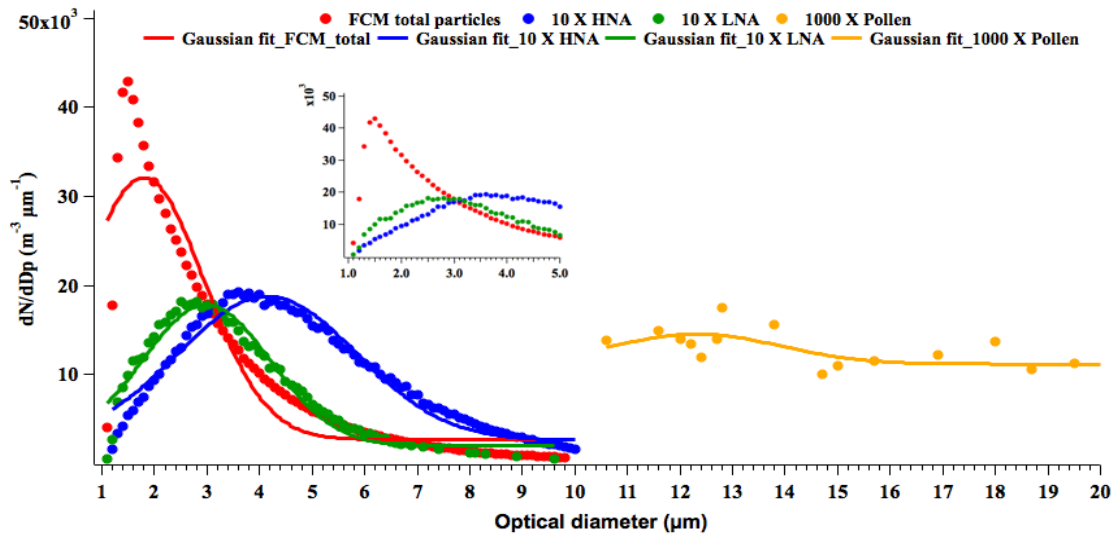 50x10³
FCM total particles 10 X HNA 10 X LNA 1000 X Pollen
Gaussian fit_FCM_total Gaussian fit_10 X HNA Gaussian fit_10 X LNA Gaussian fit_1000 X Pollen
40
30
20
10
dN/dDp (m⁻³ µm⁻¹)
x10³
50
40
30
20
10
1.0 2.0 3.0 4.0 5.0
1 2 3 4 5 6 7 8 9 10 11 12 13 14 15 16 17 18 19 20
Optical diameter (µm)